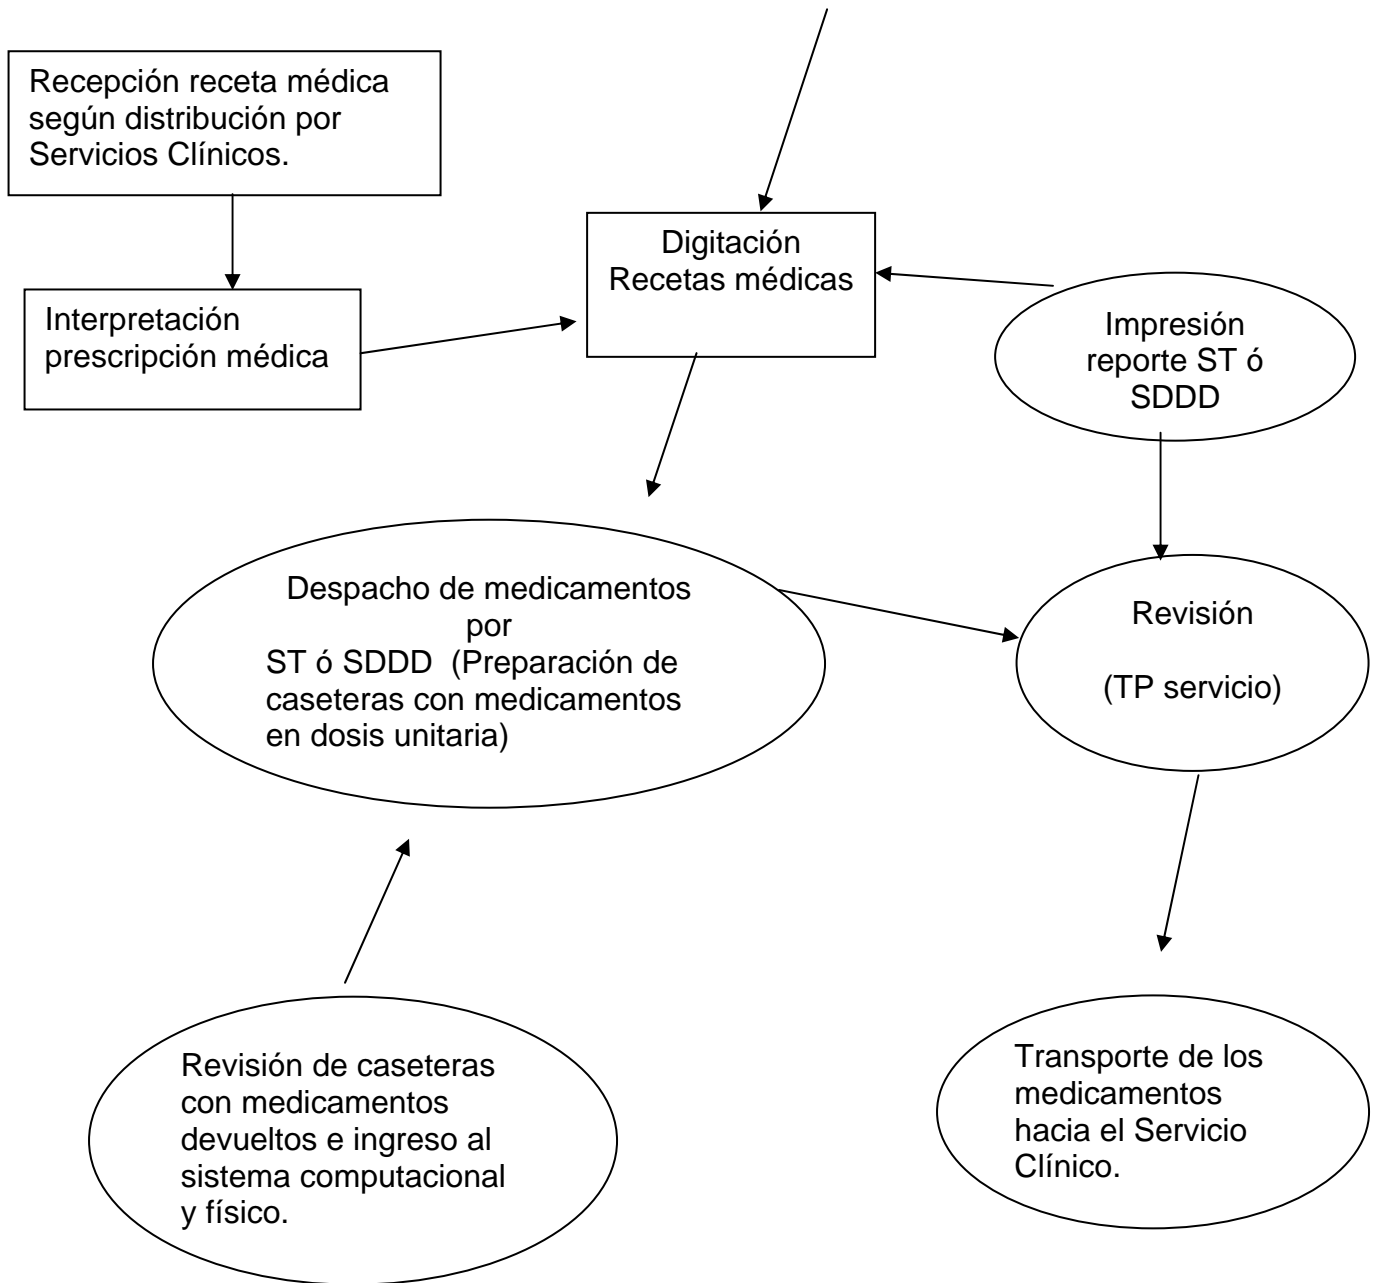 Recepción receta médica
según distribución por
Servicios Clínicos.
Digitación
Recetas médicas
Interpretación
prescripción médica
Impresión
reporte ST ó
SDDD
Despacho de medicamentos
por
ST ó SDDD (Preparación de
caseteras con medicamentos
en dosis unitaria)
Revisión
(TP servicio)
Revisión de caseteras
con medicamentos
devueltos e ingreso al
sistema computacional
y físico.
Transporte de los
medicamentos
hacia el Servicio
Clínico.